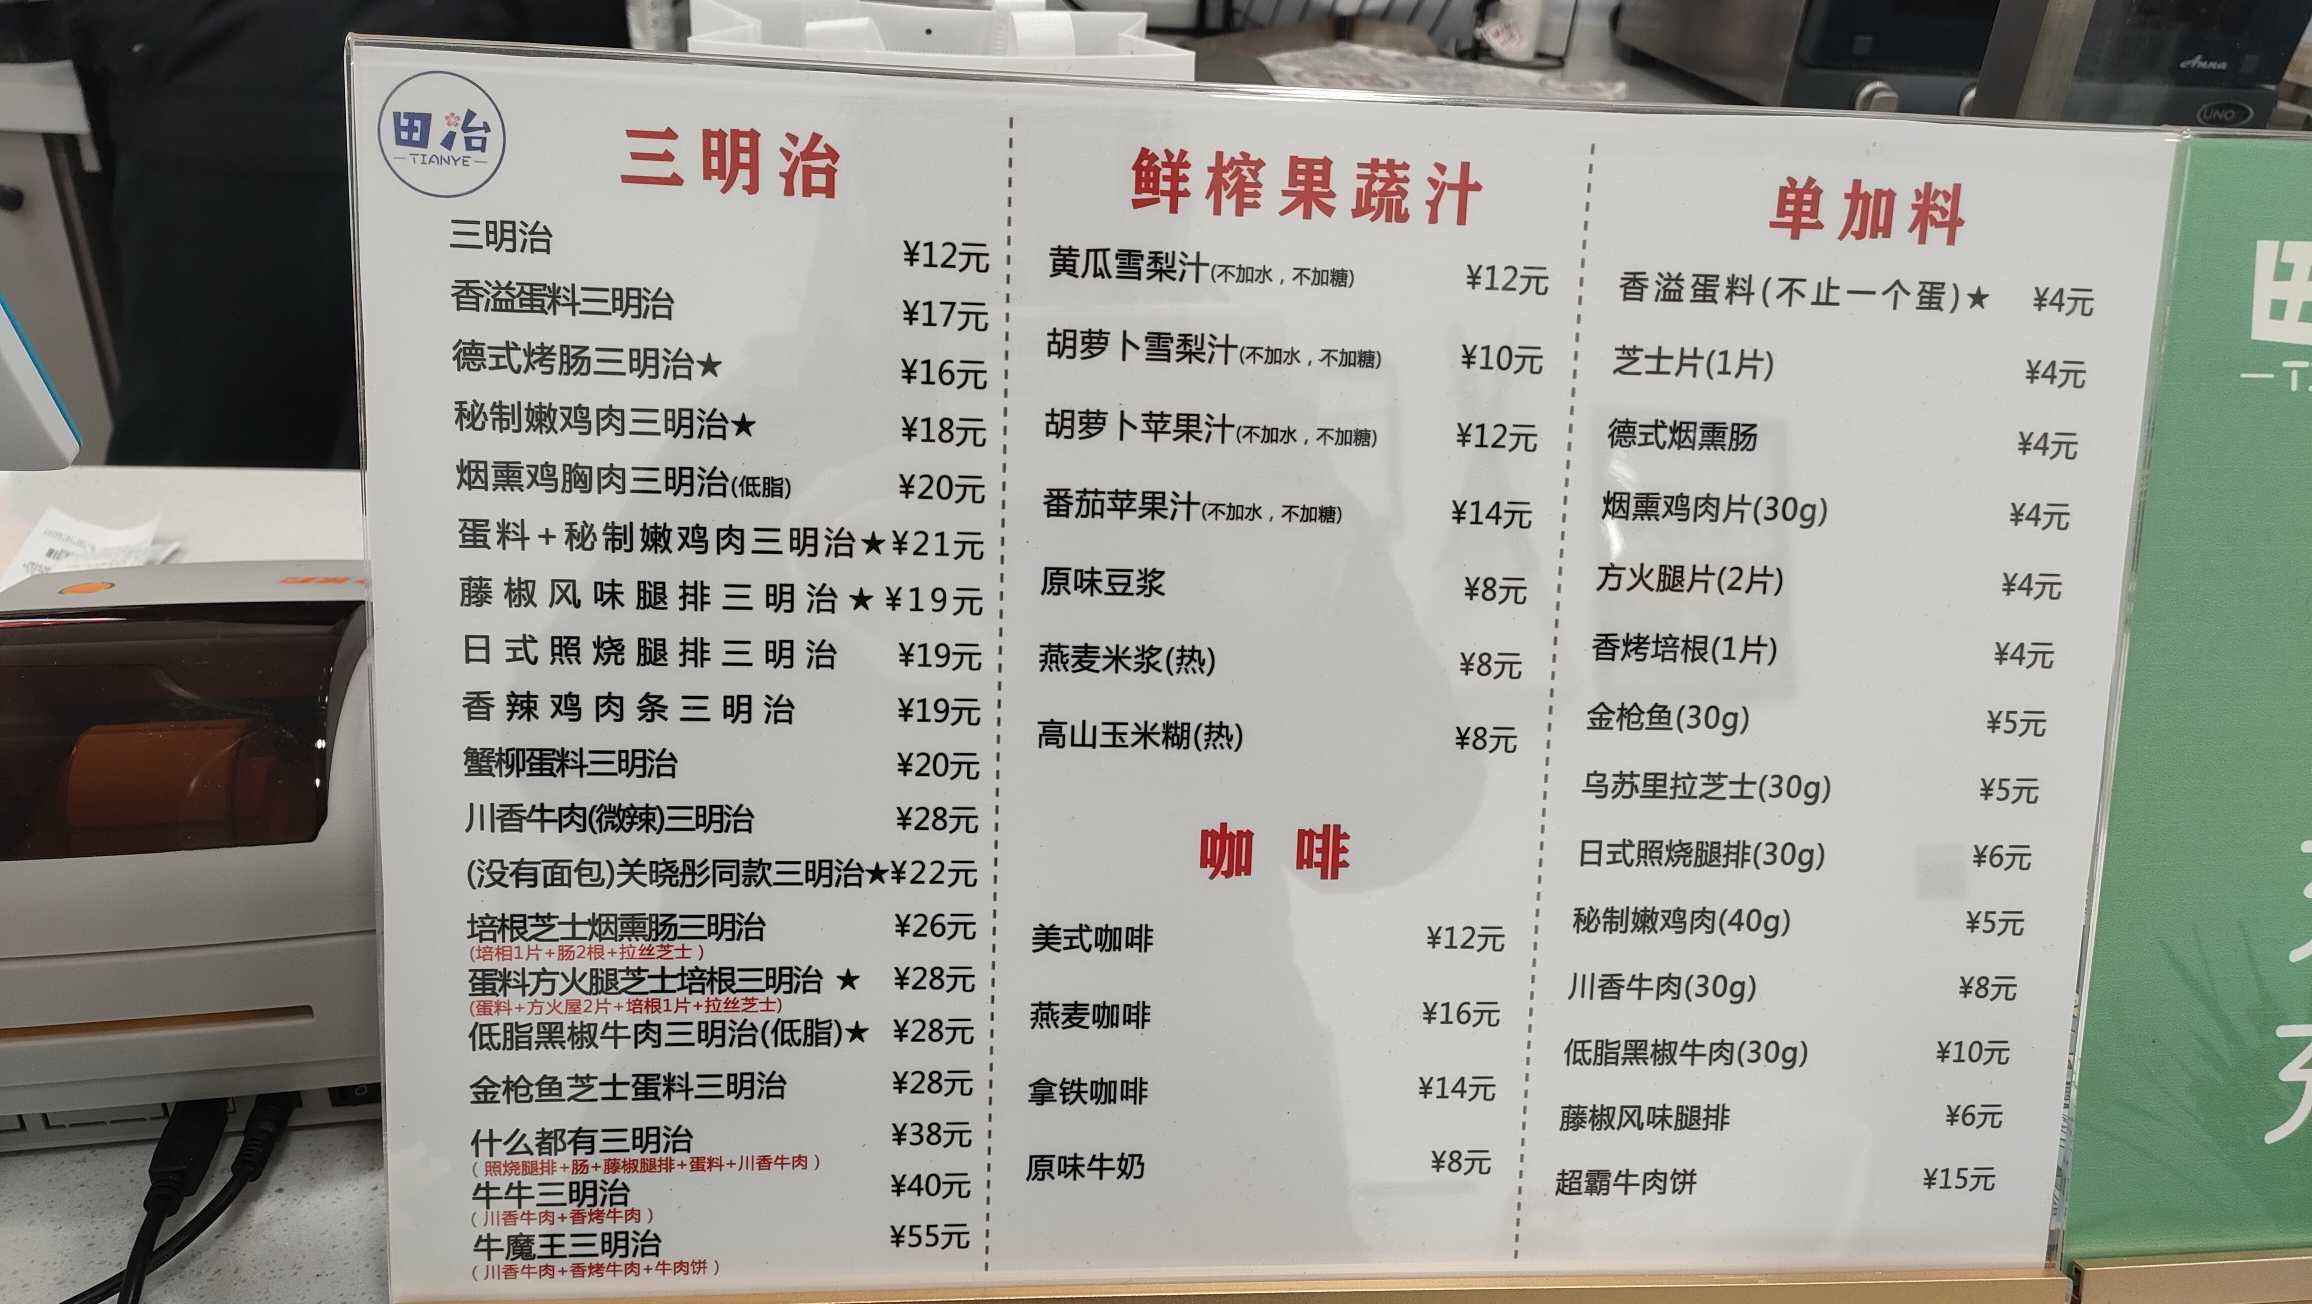 田冶
TIANYE
三明治
三明治 ¥12元
香溢蛋料三明治 ¥17元
德式烤肠三明治★ ¥16元
秘制嫩鸡肉三明治★ ¥18元
烟熏鸡胸肉三明治(低脂) ¥20元
蛋料+秘制嫩鸡肉三明治★¥21元
藤椒风味腿排三明治★¥19元
日式照烧腿排三明治 ¥19元
香辣鸡肉条三明治 ¥19元
蟹柳蛋料三明治 ¥20元
川香牛肉(微辣)三明治 ¥28元
(没有面包)关晓彤同款三明治★¥22元
培根芝士烟熏肠三明治 ¥26元
(培相1片+肠2根+拉丝芝士)
蛋料方火腿芝士培根三明治 ★ ¥28元
(蛋料+方火屋2片+培根1片+拉丝芝士)
低脂黑椒牛肉三明治(低脂)★ ¥28元
金枪鱼芝士蛋料三明治 ¥28元
什么都有三明治 ¥38元
(照烧腿排+肠+藤椒腿排+蛋料+川香牛肉)
牛牛三明治 ¥40元
(川香牛肉+香烤牛肉)
牛魔王三明治 ¥55元
(川香牛肉+香烤牛肉+牛肉饼)
鲜榨果蔬汁
黄瓜雪梨汁(不加水，不加糖) ¥12元
胡萝卜雪梨汁(不加水，不加糖) ¥10元
胡萝卜苹果汁(不加水，不加糖) ¥12元
番茄苹果汁(不加水，不加糖) ¥14元
原味豆浆 ¥8元
燕麦米浆(热) ¥8元
高山玉米糊(热) ¥8元
咖啡
美式咖啡 ¥12元
燕麦咖啡 ¥16元
拿铁咖啡 ¥14元
原味牛奶 ¥8元
单加料
香溢蛋料(不止一个蛋)★ ¥4元
芝士片(1片) ¥4元
德式烟熏肠 ¥4元
烟熏鸡肉片(30g) ¥4元
方火腿片(2片) ¥4元
香烤培根(1片) ¥4元
金枪鱼(30g) ¥5元
乌苏里拉芝士(30g) ¥5元
日式照烧腿排(30g) ¥6元
秘制嫩鸡肉(40g) ¥5元
川香牛肉(30g) ¥8元
低脂黑椒牛肉(30g) ¥10元
藤椒风味腿排 ¥6元
超霸牛肉饼 ¥15元
Anna
UNO